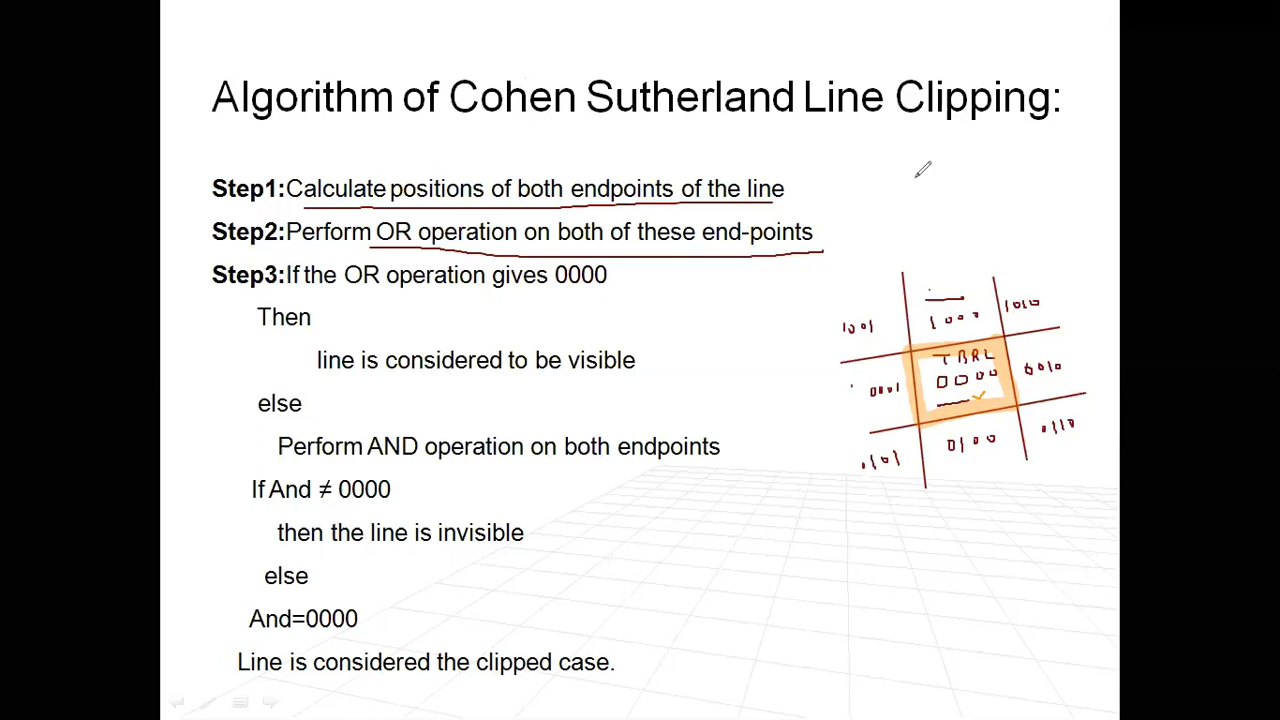 Algorithm of Cohen Sutherland Line Clipping:
Step1:Calculate positions of both endpoints of the line
Step2:Perform OR operation on both of these end-points
Step3:If the OR operation gives 0000
Then
line is considered to be visible
else
Perform AND operation on both endpoints
If And ≠ 0000
then the line is invisible
else
And=0000
Line is considered the clipped case.
1001 1000 1010
TBRL
0001 0000 0010
0101 0100 0110